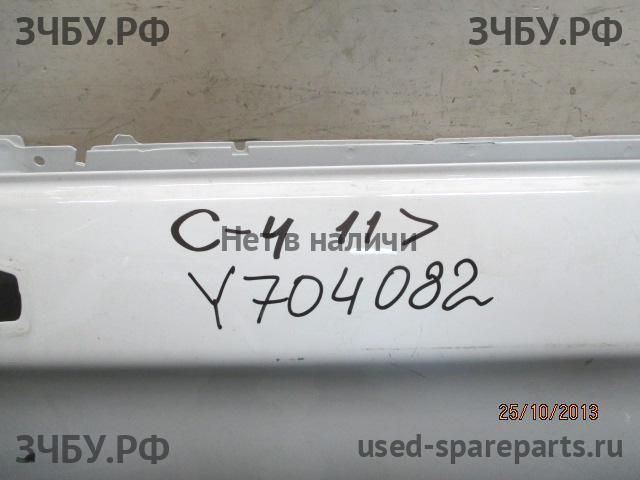 ЗЧБУ.РФ ЗЧБУ.РФ
С-4 11>
Нет в наличи
Y704082
25/10/2013
ЗЧБУ.РФ used-spareparts.ru